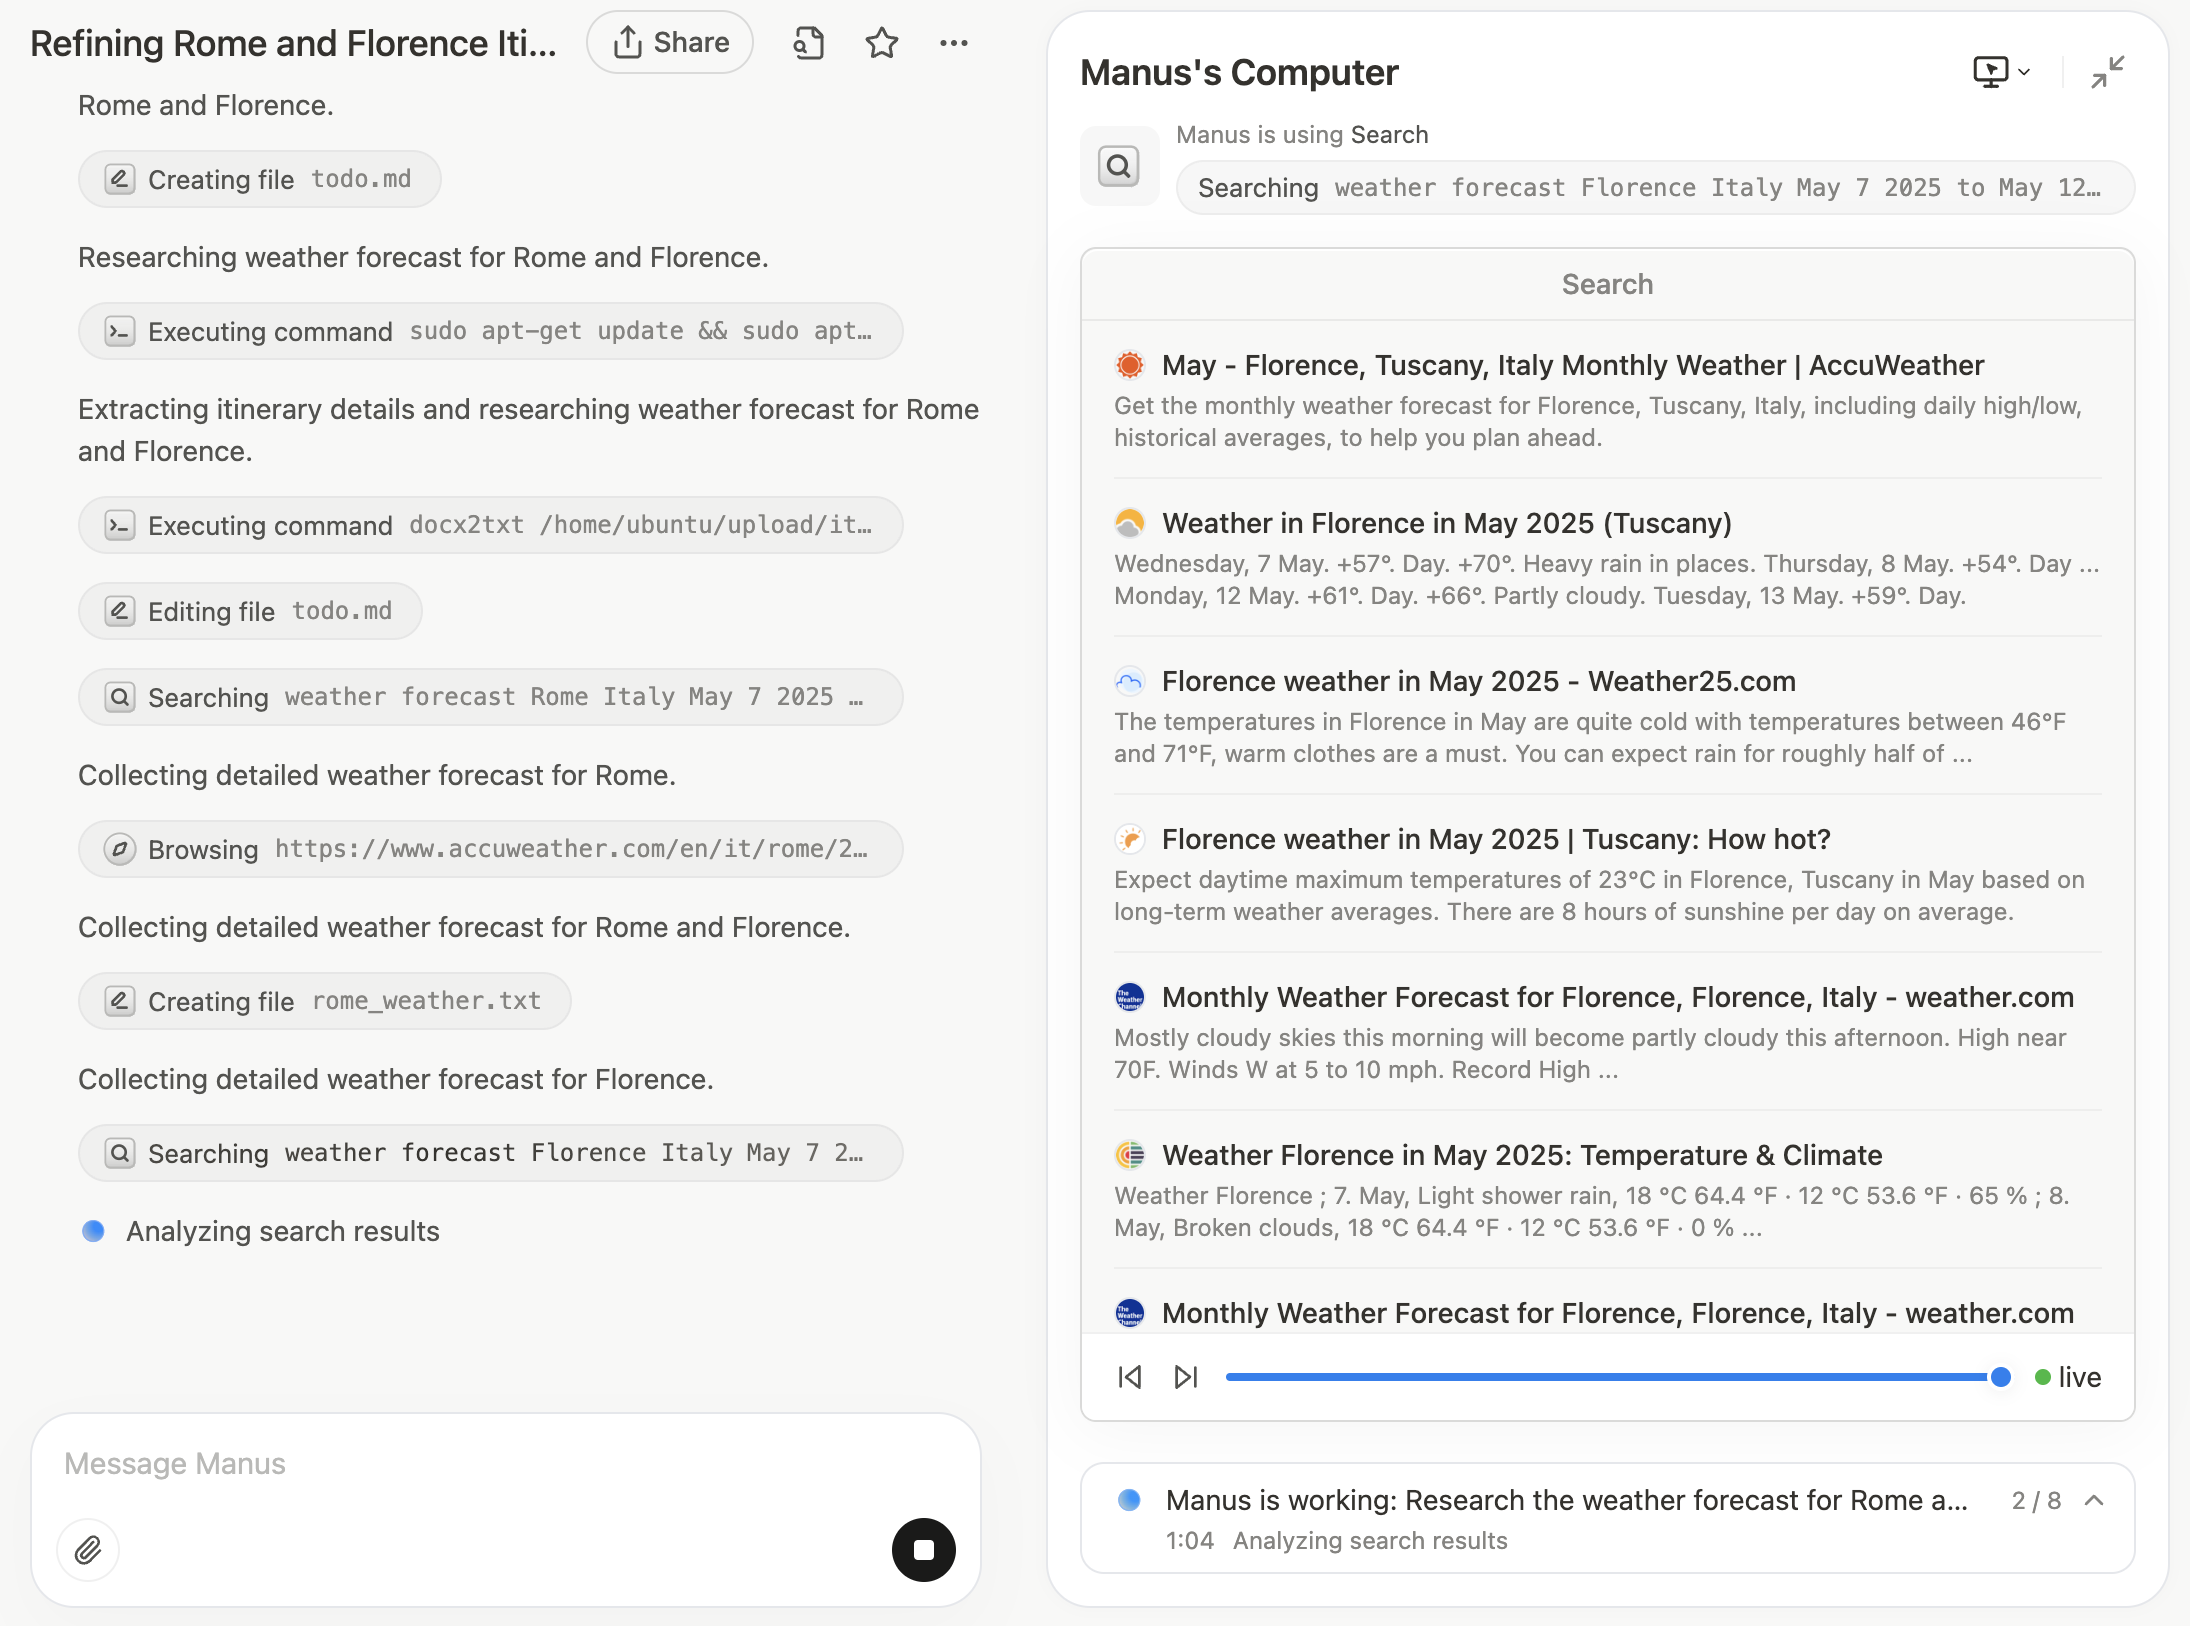 Refining Rome and Florence Iti...
Share
Rome and Florence.
Creating file todo.md
Researching weather forecast for Rome and Florence.
Executing command sudo apt-get update && sudo apt…
Extracting itinerary details and researching weather forecast for Rome
and Florence.
Executing command docx2txt /home/ubuntu/upload/it…
Editing file todo.md
Searching weather forecast Rome Italy May 7 2025 …
Collecting detailed weather forecast for Rome.
Browsing https://www.accuweather.com/en/it/rome/2…
Collecting detailed weather forecast for Rome and Florence.
Creating file rome_weather.txt
Collecting detailed weather forecast for Florence.
Searching weather forecast Florence Italy May 7 2…
Analyzing search results
Message Manus
Manus's Computer
Manus is using Search
Searching weather forecast Florence Italy May 7 2025 to May 12…
Search
May - Florence, Tuscany, Italy Monthly Weather | AccuWeather
Get the monthly weather forecast for Florence, Tuscany, Italy, including daily high/low,
historical averages, to help you plan ahead.
Weather in Florence in May 2025 (Tuscany)
Wednesday, 7 May. +57°. Day. +70°. Heavy rain in places. Thursday, 8 May. +54°. Day ...
Monday, 12 May. +61°. Day. +66°. Partly cloudy. Tuesday, 13 May. +59°. Day.
Florence weather in May 2025 - Weather25.com
The temperatures in Florence in May are quite cold with temperatures between 46°F
and 71°F, warm clothes are a must. You can expect rain for roughly half of ...
Florence weather in May 2025 | Tuscany: How hot?
Expect daytime maximum temperatures of 23°C in Florence, Tuscany in May based on
long-term weather averages. There are 8 hours of sunshine per day on average.
The Weather Channel
Monthly Weather Forecast for Florence, Florence, Italy - weather.com
Mostly cloudy skies this morning will become partly cloudy this afternoon. High near
70F. Winds W at 5 to 10 mph. Record High ...
Weather Florence in May 2025: Temperature & Climate
Weather Florence ; 7. May, Light shower rain, 18 °C 64.4 °F · 12 °C 53.6 °F · 65 % ; 8.
May, Broken clouds, 18 °C 64.4 °F · 12 °C 53.6 °F · 0 % ...
The Weather Channel
Monthly Weather Forecast for Florence, Florence, Italy - weather.com
live
Manus is working: Research the weather forecast for Rome a... 2 / 8
1:04 Analyzing search results